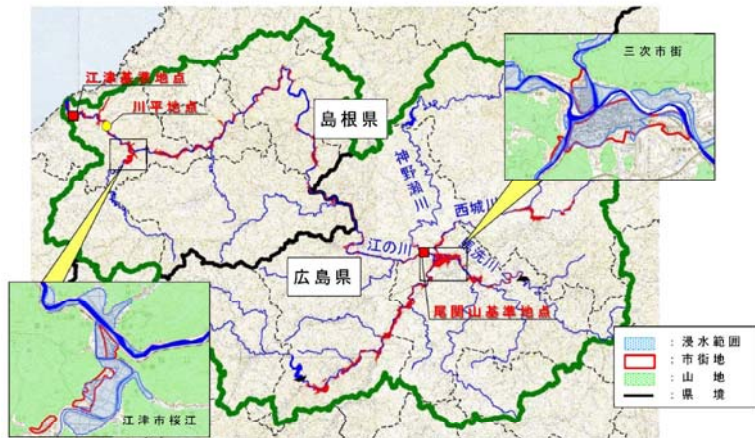 三次市街
江津基準地点
川平地点
島根県
神野瀬川
西城川
江の川
馬洗川
広島県
尾関山基準地点
江津市桜江
：浸水範囲
：市街地
：山地
：県境